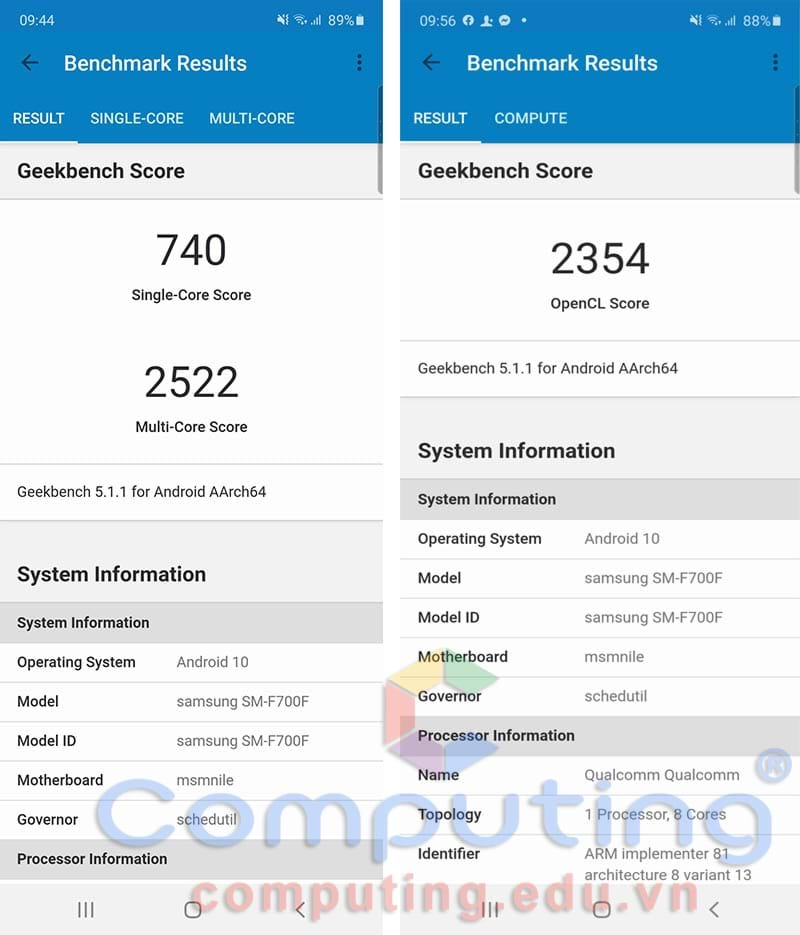 09:44
89%
Benchmark Results
RESULT SINGLE-CORE MULTI-CORE
Geekbench Score
740
Single-Core Score
2522
Multi-Core Score
Geekbench 5.1.1 for Android AArch64
System Information
System Information
Operating System Android 10
Model samsung SM-F700F
Model ID samsung SM-F700F
Motherboard msmnile
Governor schedutil
Processor Information
09:56
88%
Benchmark Results
RESULT COMPUTE
Geekbench Score
2354
OpenCL Score
Geekbench 5.1.1 for Android AArch64
System Information
System Information
Operating System Android 10
Model samsung SM-F700F
Model ID samsung SM-F700F
Motherboard msmnile
Governor schedutil
Processor Information
Name Qualcomm Qualcomm
Topology 1 Processor, 8 Cores
Identifier ARM implementer 81
architecture 8 variant 13
Computing ®
computing.edu.vn